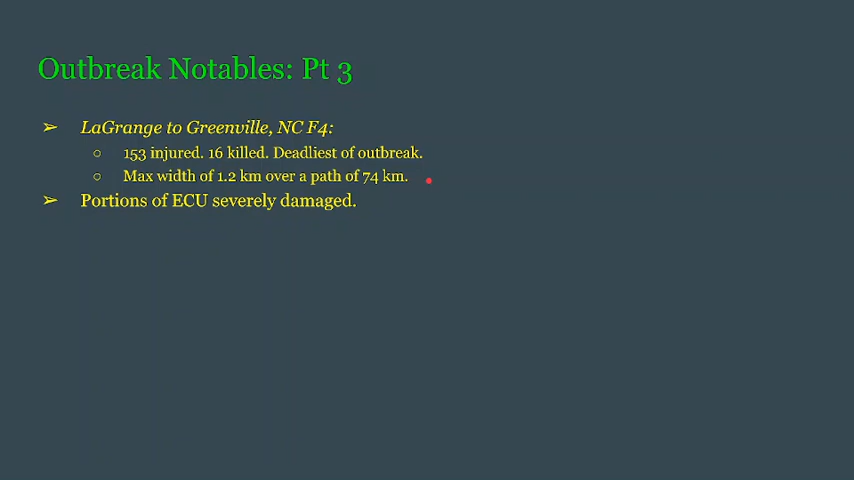 Outbreak Notables: Pt 3
➢ LaGrange to Greenville, NC F4:
○ 153 injured. 16 killed. Deadliest of outbreak.
○ Max width of 1.2 km over a path of 74 km.
➢ Portions of ECU severely damaged.